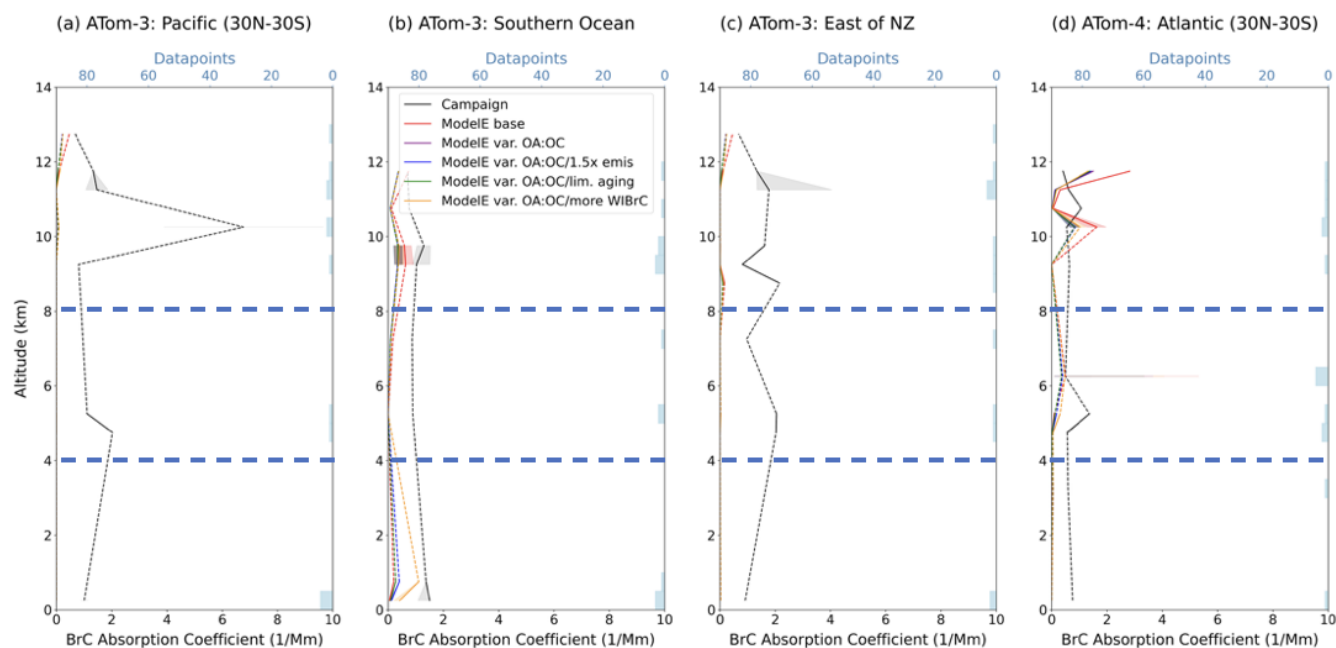 (a) ATom-3: Pacific (30N-30S)
(b) ATom-3: Southern Ocean
(c) ATom-3: East of NZ
(d) ATom-4: Atlantic (30N-30S)
Datapoints
Datapoints
Datapoints
Datapoints
80 60 40 20 0
80 60 40 20 0
80 60 40 20 0
80 60 40 20 0
14
12
10
8
6
4
2
0
14
12
10
8
6
4
2
0
14
12
10
8
6
4
2
0
14
12
10
8
6
4
2
0
Altitude (km)
Campaign
ModelE base
ModelE var. OA:OC
ModelE var. OA:OC/1.5x emis
ModelE var. OA:OC/lim. aging
ModelE var. OA:OC/more WIBrC
0 2 4 6 8 10
0 2 4 6 8 10
0 2 4 6 8 10
0 2 4 6 8 10
BrC Absorption Coefficient (1/Mm)
BrC Absorption Coefficient (1/Mm)
BrC Absorption Coefficient (1/Mm)
BrC Absorption Coefficient (1/Mm)